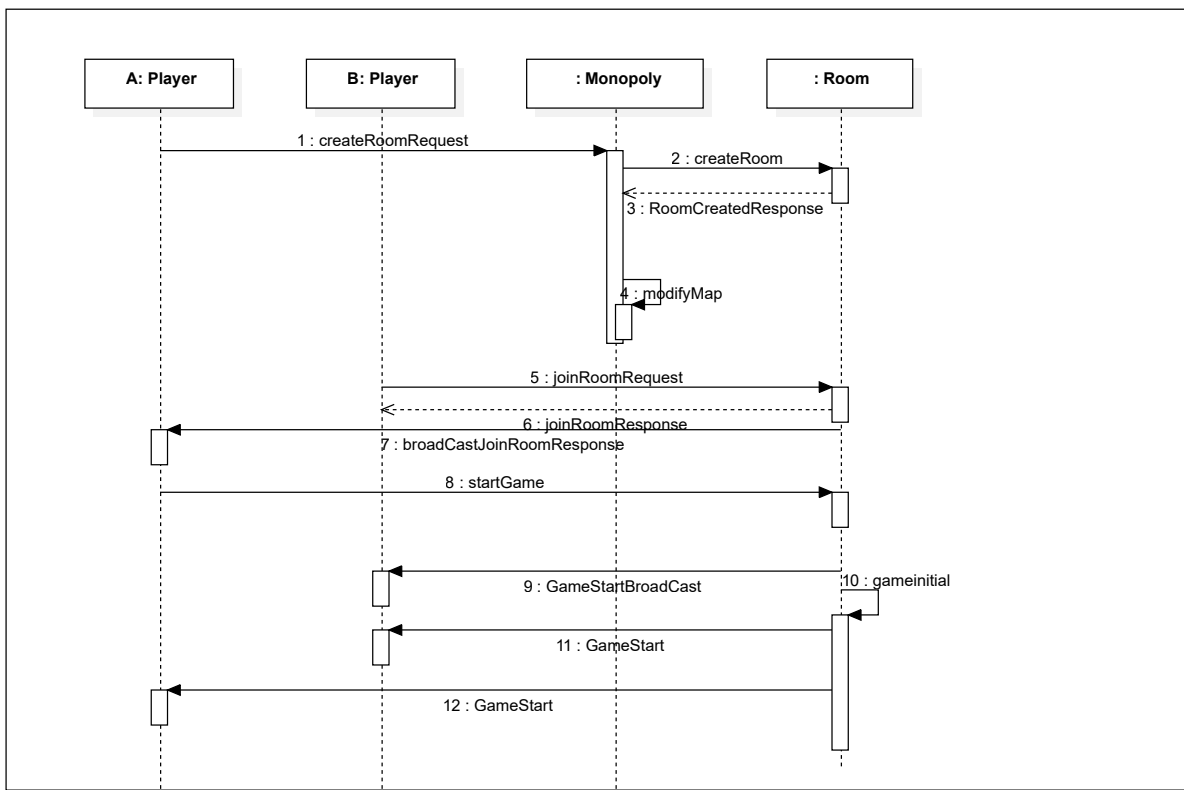 A: Player
B: Player
: Monopoly
: Room
1 : createRoomRequest
2 : createRoom
3 : RoomCreatedResponse
4 : modifyMap
5 : joinRoomRequest
6 : joinRoomResponse
7 : broadCastJoinRoomResponse
8 : startGame
9 : GameStartBroadCast
10 : gameinitial
11 : GameStart
12 : GameStart